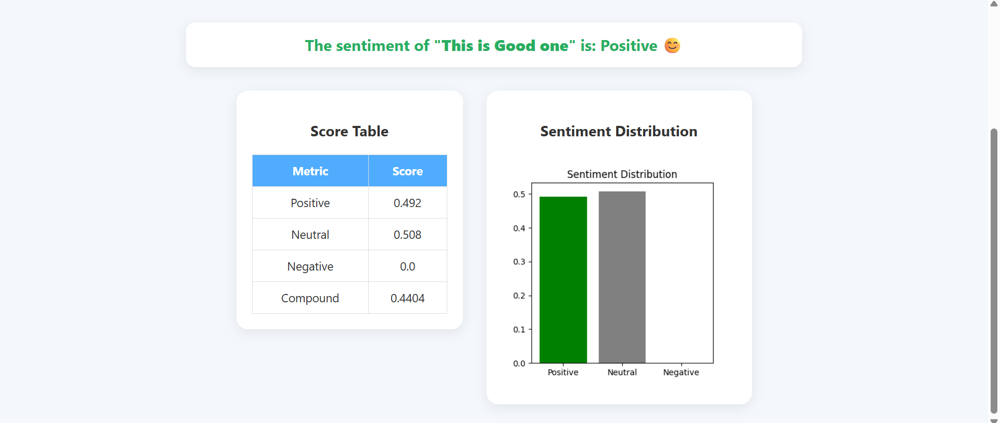 The sentiment of "This is Good one" is: Positive 😊
Score Table
Metric Score
Positive 0.492
Neutral 0.508
Negative 0.0
Compound 0.4404
Sentiment Distribution
Sentiment Distribution
0.5
0.4
0.3
0.2
0.1
0.0
Positive Neutral Negative